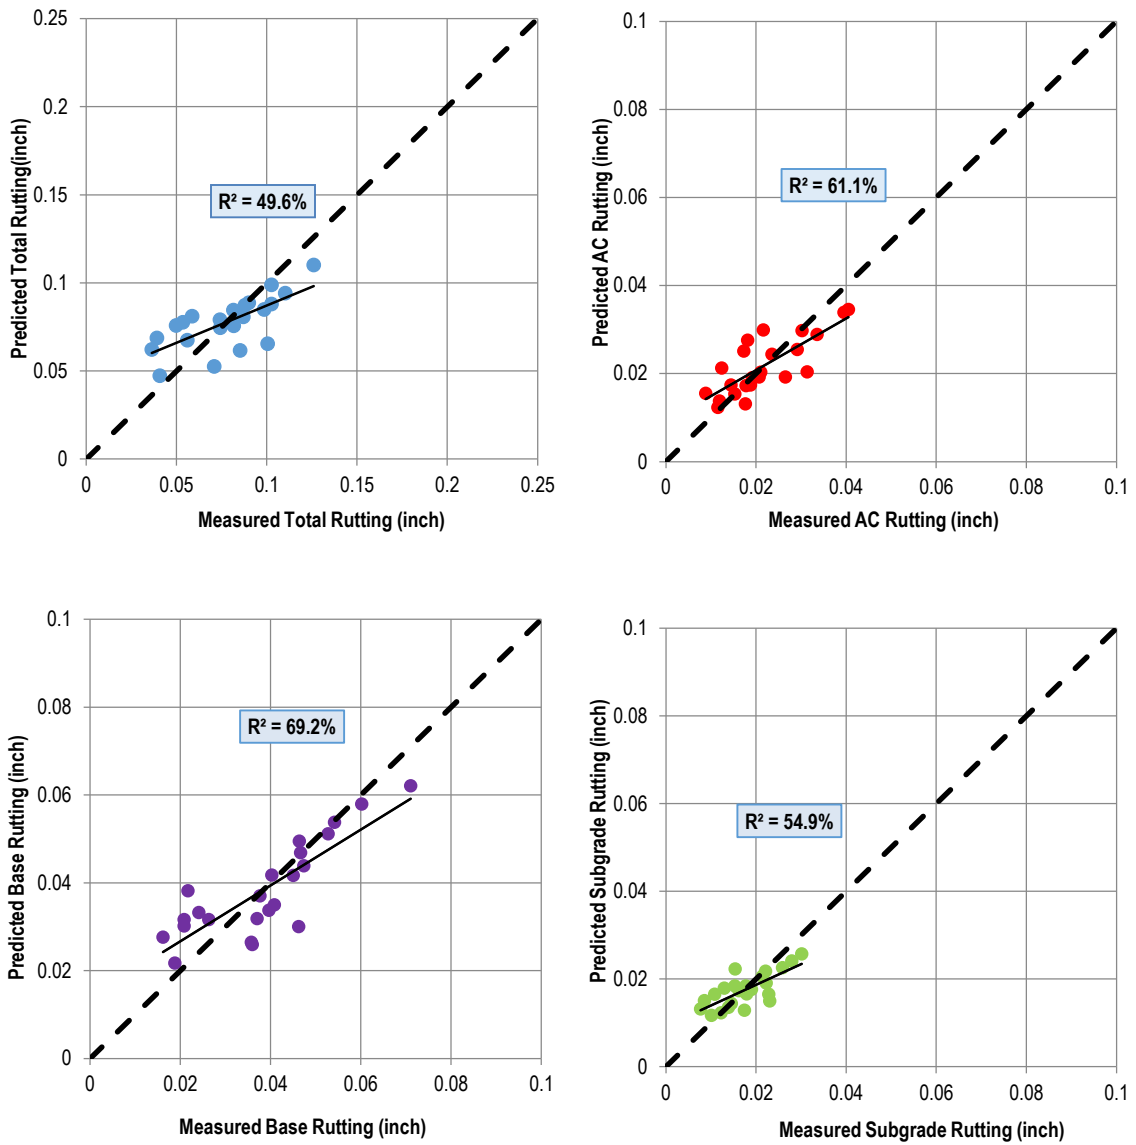 0.25
0.2
0.15
0.1
0.05
0
Predicted Total Rutting(inch)
R² = 49.6%
0 0.05 0.1 0.15 0.2 0.25
Measured Total Rutting (inch)
0.1
0.08
0.06
0.04
0.02
0
Predicted AC Rutting (inch)
R² = 61.1%
0 0.02 0.04 0.06 0.08 0.1
Measured AC Rutting (inch)
0.1
0.08
0.06
0.04
0.02
0
Predicted Base Rutting (inch)
R² = 69.2%
0 0.02 0.04 0.06 0.08 0.1
Measured Base Rutting (inch)
0.1
0.08
0.06
0.04
0.02
0
Predicted Subgrade Rutting (inch)
R² = 54.9%
0 0.02 0.04 0.06 0.08 0.1
Measured Subgrade Rutting (inch)